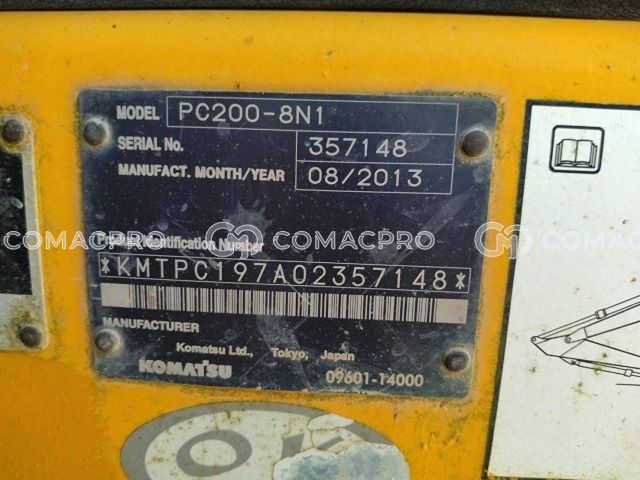 MODEL PC200-8N1
SERIAL No. 357148
MANUFACT. MONTH/YEAR 08/2013
Product Identification Number
COMACPRO COMACPRO COMACPRO
*KMTPC197A02357148*
MANUFACTURER
Komatsu Ltd., Tokyo, Japan
KOMATSU 09601-14000